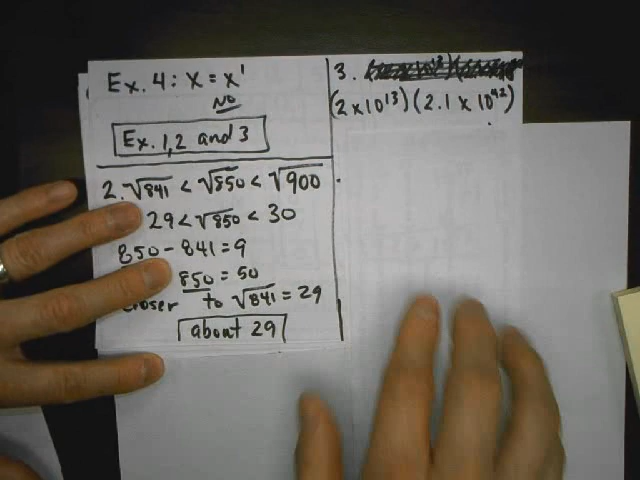 Ex. 4: x = x¹
NO
Ex. 1, 2 and 3
2. √841 < √850 < √900
29 < √850 < 30
850 - 841 = 9
850 = 50
closer to √841 = 29
about 29
3.
(2 x 10¹³) (2.1 x 10⁴²)